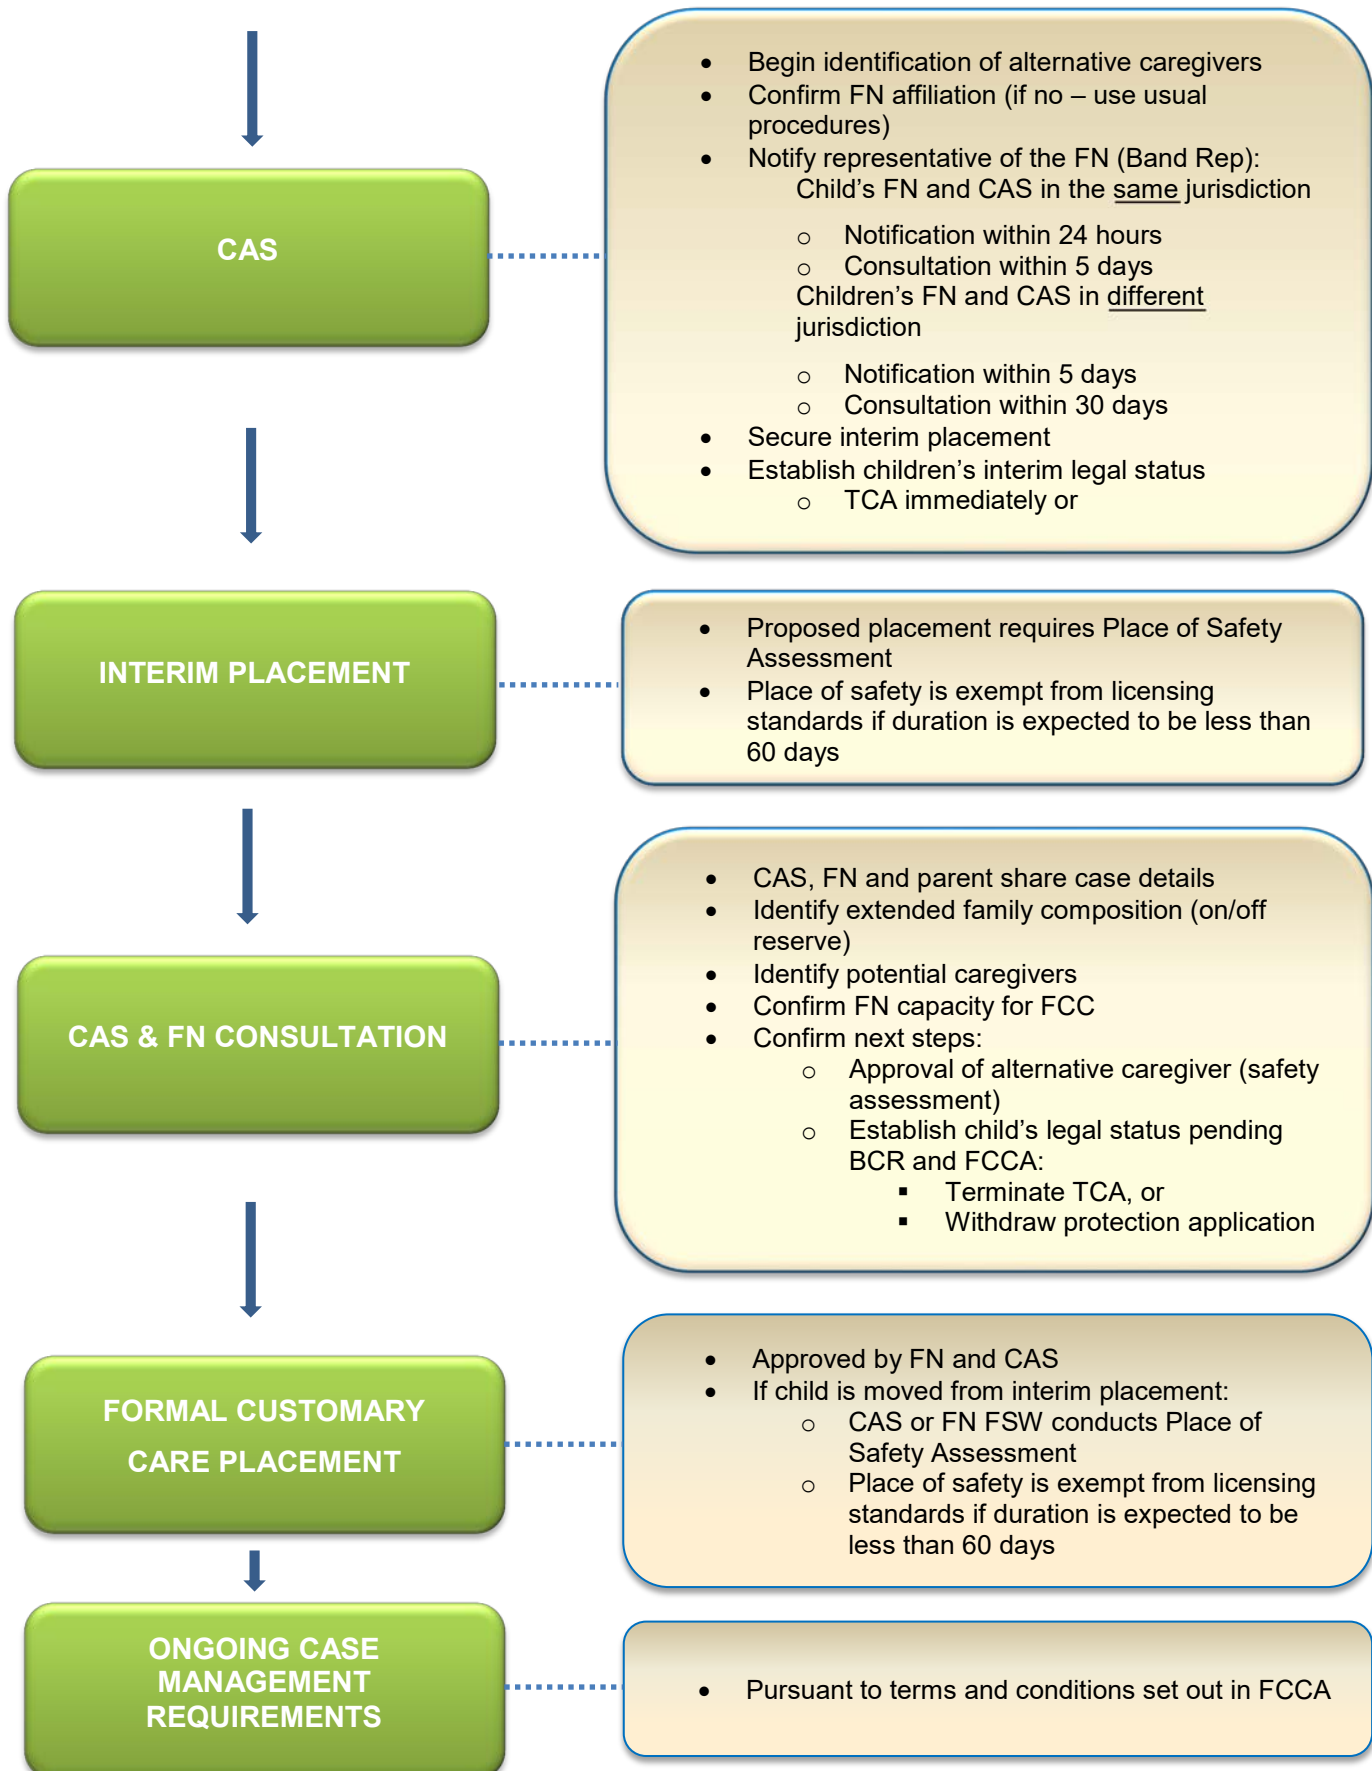 CAS
• Begin identification of alternative caregivers
• Confirm FN affiliation (if no – use usual
procedures)
• Notify representative of the FN (Band Rep):
Child’s FN and CAS in the same jurisdiction
o Notification within 24 hours
o Consultation within 5 days
Children’s FN and CAS in different
jurisdiction
o Notification within 5 days
o Consultation within 30 days
• Secure interim placement
• Establish children’s interim legal status
o TCA immediately or
INTERIM PLACEMENT
• Proposed placement requires Place of Safety
Assessment
• Place of safety is exempt from licensing
standards if duration is expected to be less than
60 days
CAS & FN CONSULTATION
• CAS, FN and parent share case details
• Identify extended family composition (on/off
reserve)
• Identify potential caregivers
• Confirm FN capacity for FCC
• Confirm next steps:
o Approval of alternative caregiver (safety
assessment)
o Establish child’s legal status pending
BCR and FCCA:
▪ Terminate TCA, or
▪ Withdraw protection application
FORMAL CUSTOMARY
CARE PLACEMENT
• Approved by FN and CAS
• If child is moved from interim placement:
o CAS or FN FSW conducts Place of
Safety Assessment
o Place of safety is exempt from licensing
standards if duration is expected to be
less than 60 days
ONGOING CASE
MANAGEMENT
REQUIREMENTS
• Pursuant to terms and conditions set out in FCCA